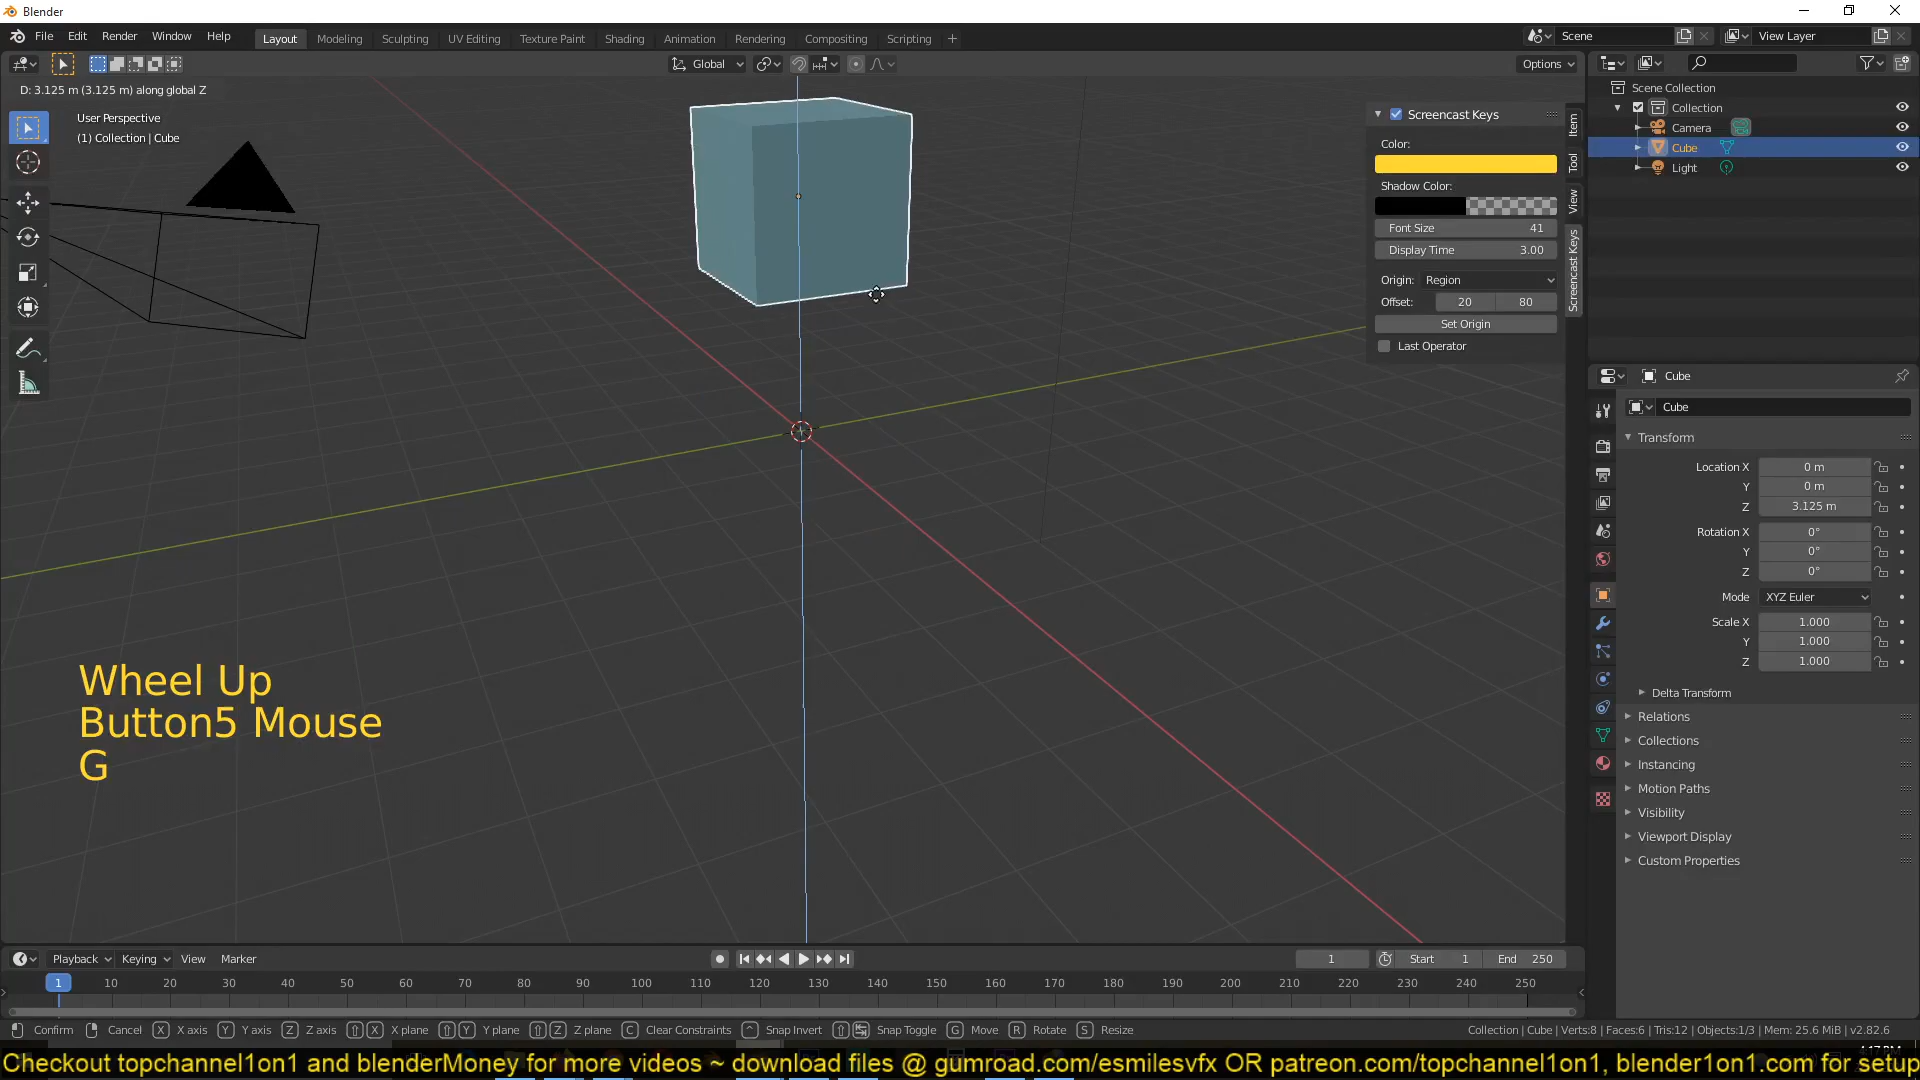 Blender
File Edit Render Window Help Layout Modeling Sculpting UV Editing Texture Paint Shading Animation Rendering Compositing Scripting + Scene View Layer
Global Options
D: 3.125 m (3.125 m) along global Z
User Perspective
(1) Collection | Cube
Screencast Keys
Color:
Shadow Color:
Font Size 41
Display Time 3.00
Origin: Region
Offset: 20 80
Set Origin
Last Operator
Item
Tool
View
Screencast Keys
Scene Collection
Collection
Camera
Cube
Light
Cube
Cube
Transform
Location X 0 m
Y 0 m
Z 3.125 m
Rotation X 0°
Y 0°
Z 0°
Mode XYZ Euler
Scale X 1.000
Y 1.000
Z 1.000
Delta Transform
Relations
Collections
Instancing
Motion Paths
Visibility
Viewport Display
Custom Properties
Wheel Up
Button5 Mouse
G
Playback Keying View Marker 1 Start 1 End 250
1 10 20 30 40 50 60 70 80 90 100 110 120 130 140 150 160 170 180 190 200 210 220 230 240 250
Confirm Cancel X X axis Y Y axis Z Z axis X X plane Y Y plane Z Z plane C Clear Constraints ^ Snap Invert Snap Toggle G Move R Rotate S Resize Collection | Cube | Verts:8 | Faces:6 | Tris:12 | Objects:1/3 | Mem: 25.6 MiB | v2.82.6
Checkout topchannel1on1 and blenderMoney for more videos ~ download files @ gumroad.com/esmilesvfx OR patreon.com/topchannel1on1, blender1on1.com for setup